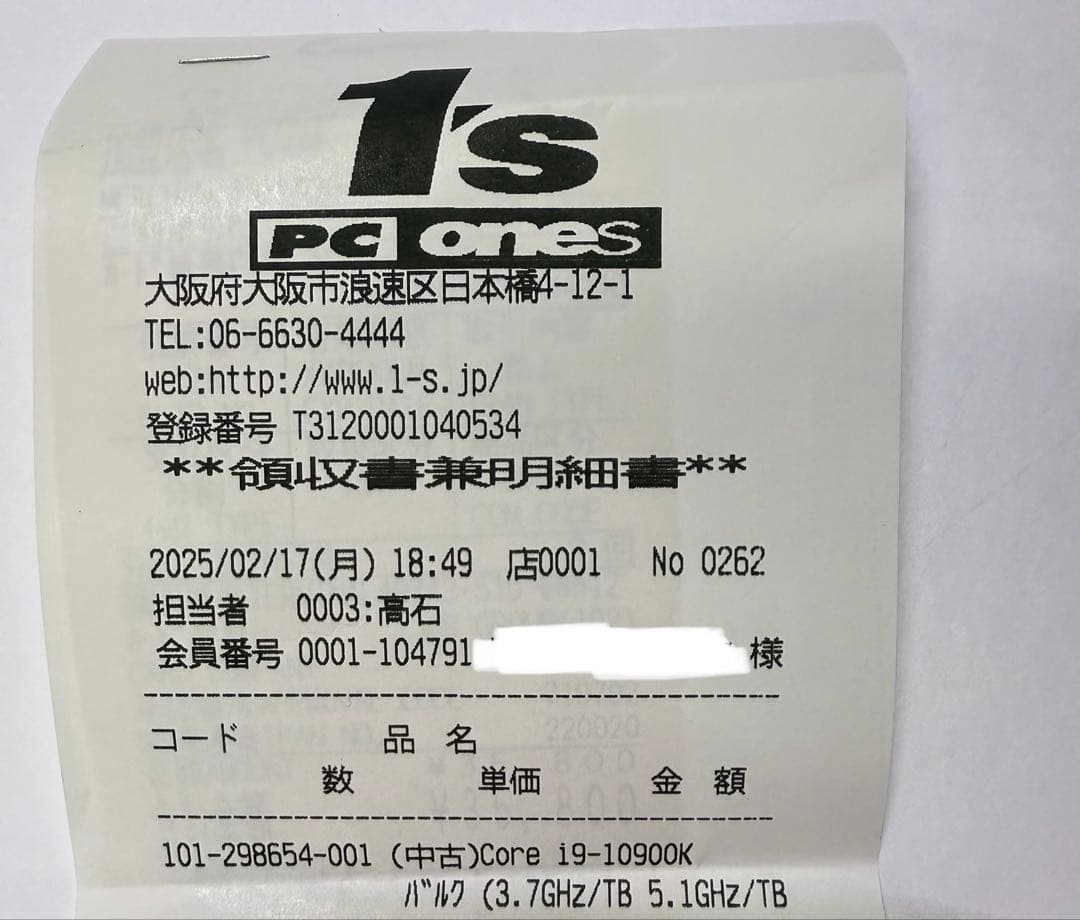 1's
PC ones
大阪府大阪市浪速区日本橋4-12-1
TEL:06-6630-4444
web:http://www.1-s.jp/
登録番号 T3120001040534
**領収書兼明細書**
2025/02/17(月) 18:49 店0001 No 0262
担当者 0003:高石
会員番号 0001-104791 様
コード 品 名
数 単価 金 額
101-298654-001 (中古)Core i9-10900K
バルク (3.7GHz/TB 5.1GHz/TB